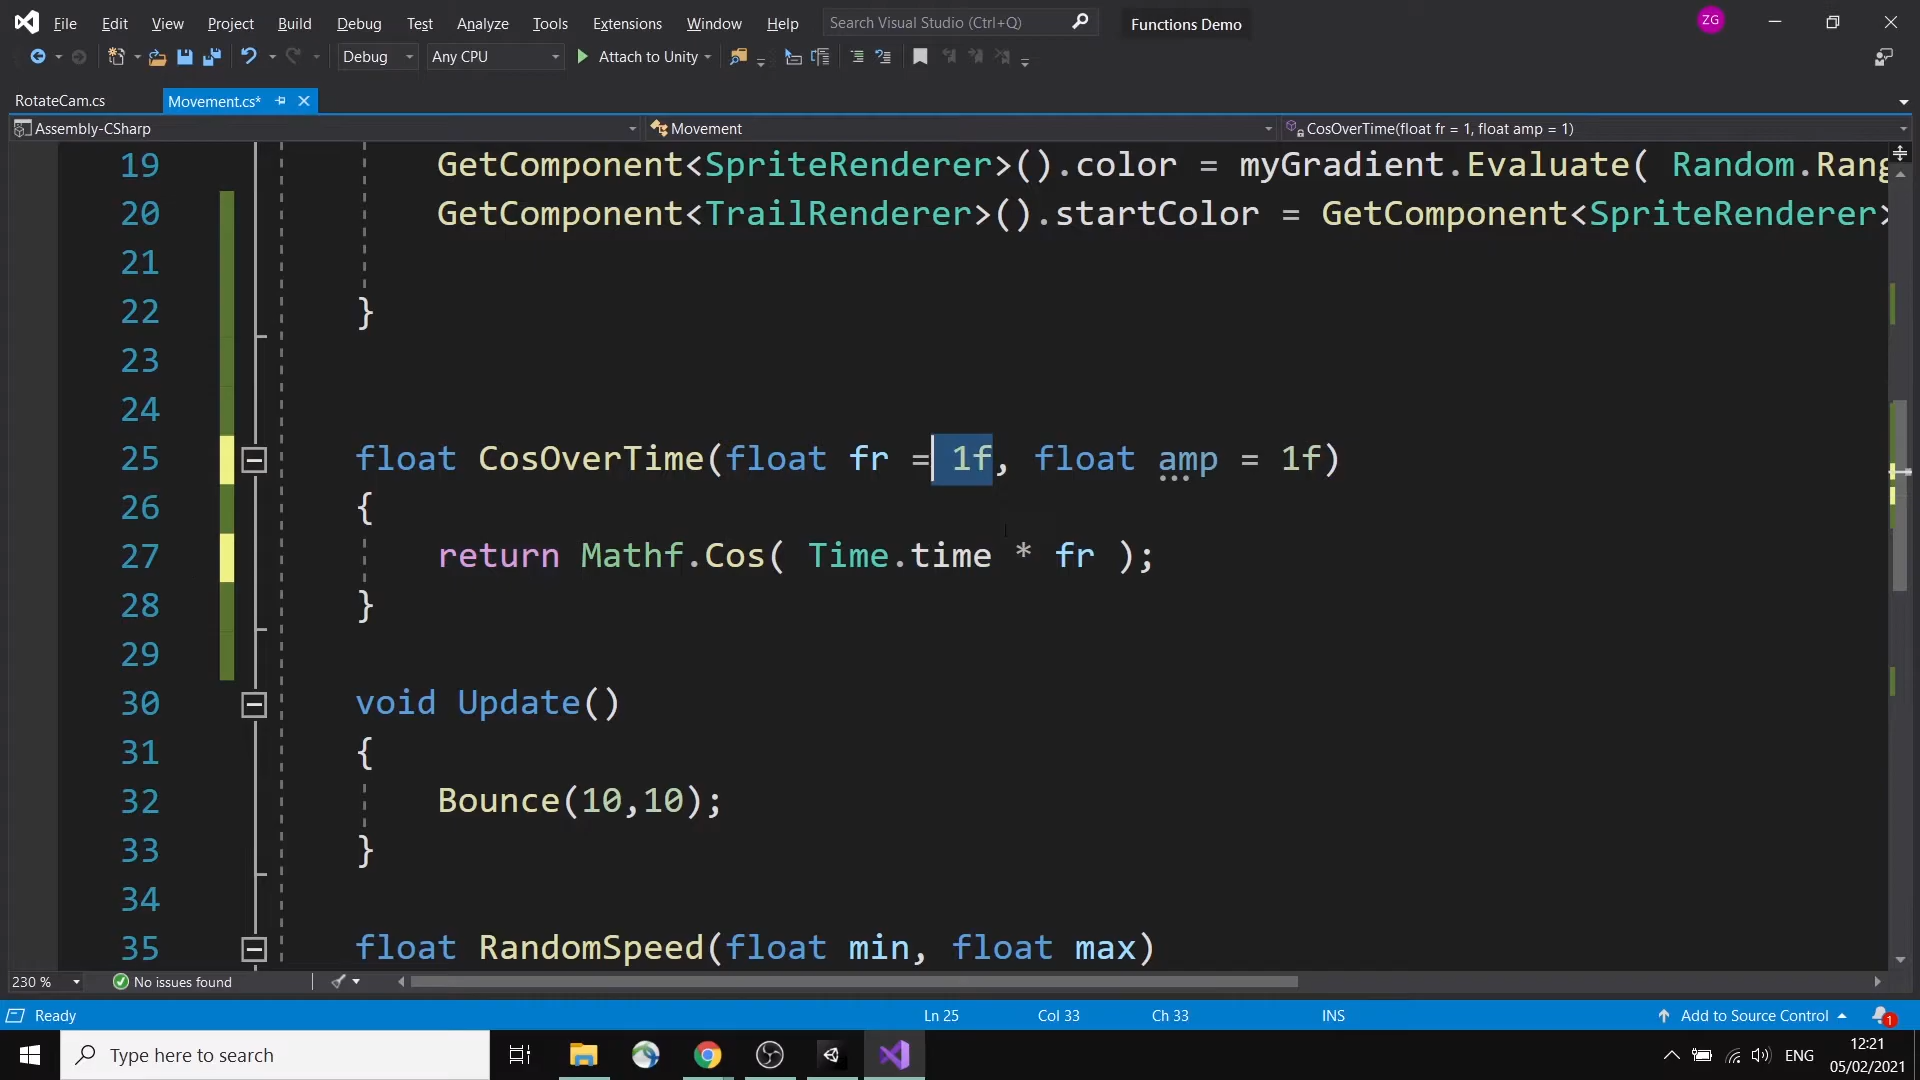 File Edit View Project Build Debug Test Analyze Tools Extensions Window Help Search Visual Studio (Ctrl+Q) Functions Demo ZG
Debug Any CPU Attach to Unity
RotateCam.cs Movement.cs*
Assembly-CSharp Movement CosOverTime(float fr = 1, float amp = 1)
19 GetComponent<SpriteRenderer>().color = myGradient.Evaluate( Random.Rang
20 GetComponent<TrailRenderer>().startColor = GetComponent<SpriteRenderer>
21
22 }
23
24
25 float CosOverTime(float fr = 1f, float amp = 1f)
26 {
27 return Mathf.Cos( Time.time * fr );
28 }
29
30 void Update()
31 {
32 Bounce(10,10);
33 }
34
35 float RandomSpeed(float min, float max)
230 % No issues found
Ready Ln 25 Col 33 Ch 33 INS Add to Source Control 1
Type here to search ENG 12:21
05/02/2021